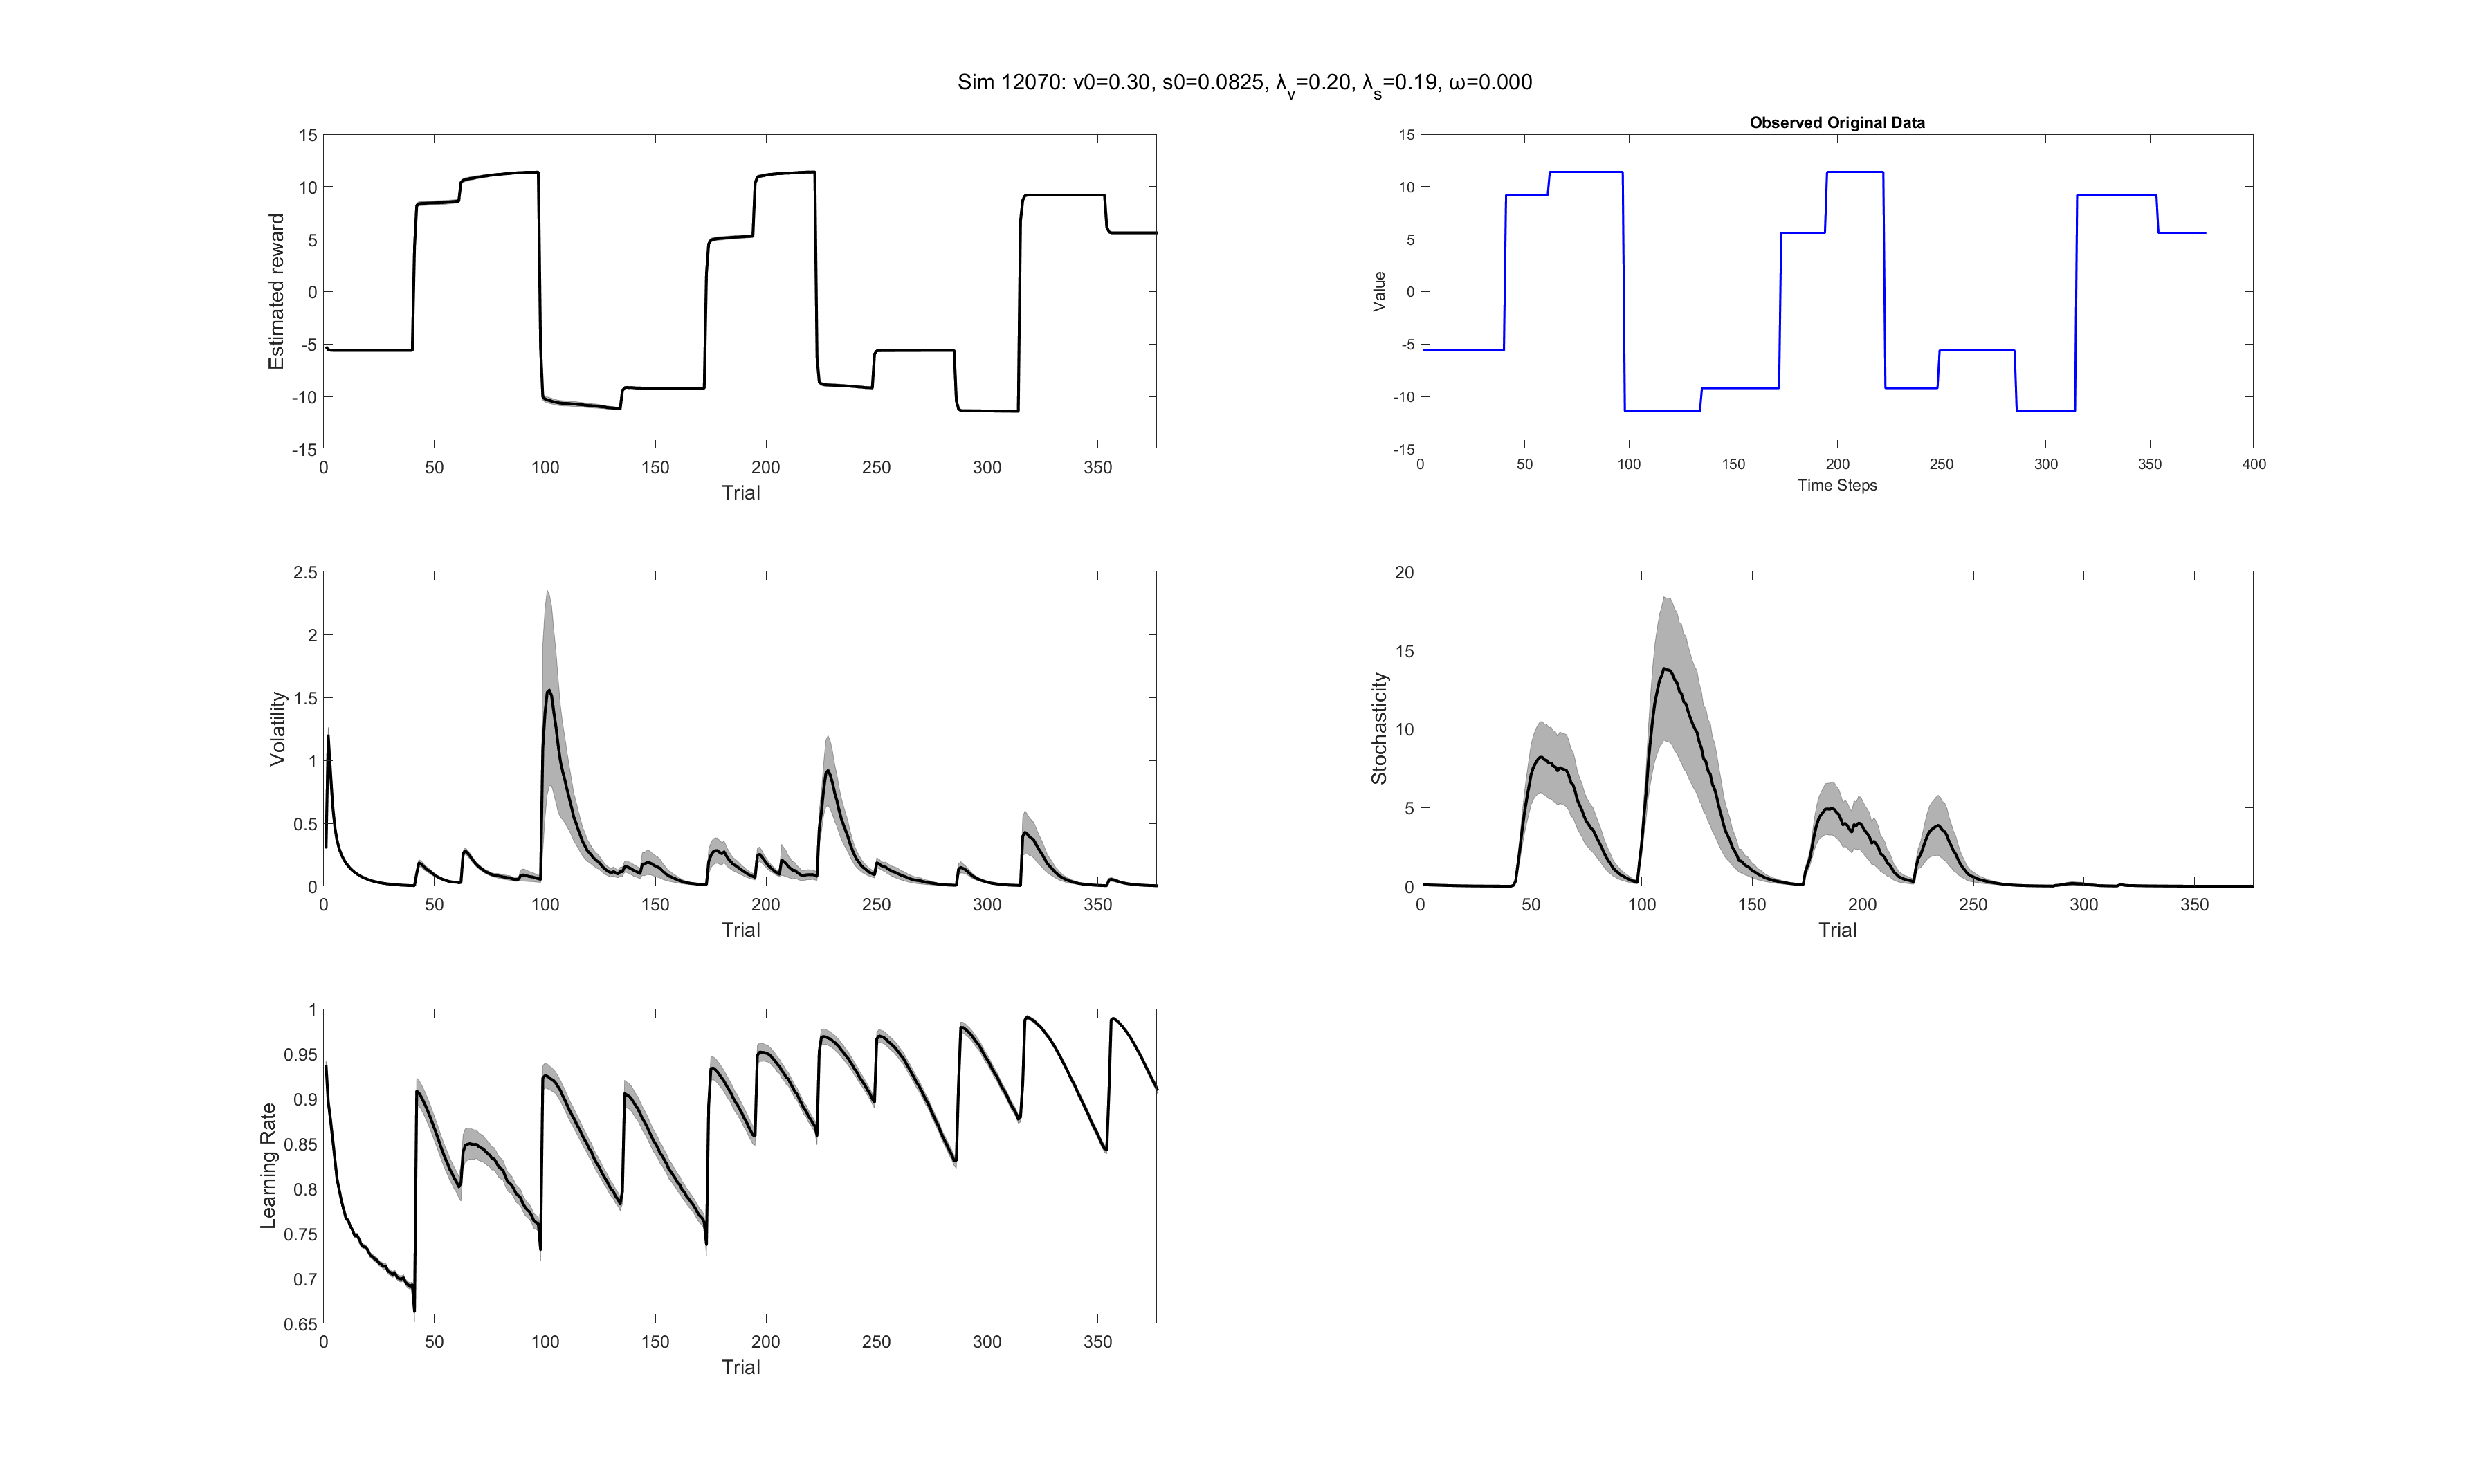 Sim 12070: v0=0.30, s0=0.0825, λv=0.20, λs=0.19, ω=0.000
15
10
5
0
-5
-10
-15
Estimated reward
0 50 100 150 200 250 300 350
Trial
Observed Original Data
15
10
5
0
-5
-10
-15
Value
0 50 100 150 200 250 300 350 400
Time Steps
2.5
2
1.5
1
0.5
0
Volatility
0 50 100 150 200 250 300 350
Trial
20
15
10
5
0
Stochasticity
0 50 100 150 200 250 300 350
Trial
1
0.95
0.9
0.85
0.8
0.75
0.7
0.65
Learning Rate
0 50 100 150 200 250 300 350
Trial